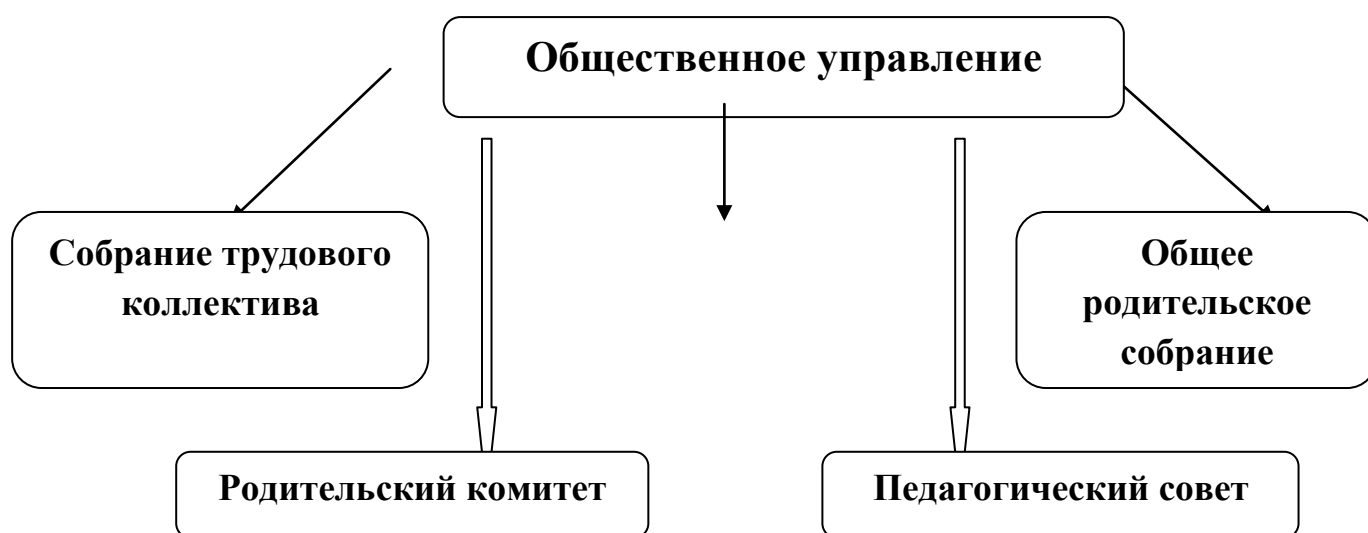 Общественное управление
Собрание трудового
коллектива
Общее
родительское
собрание
Родительский комитет
Педагогический совет